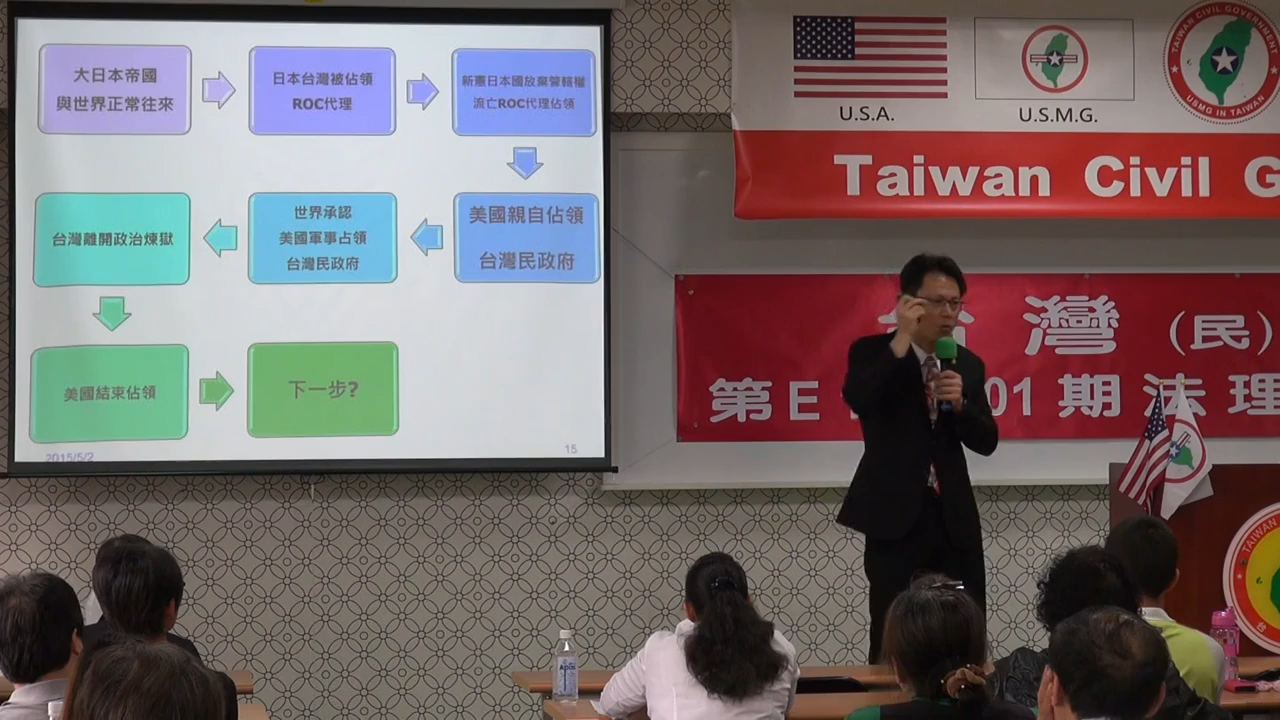 大日本帝國
與世界正常往來
日本台灣被佔領
ROC代理
新憲日本國放棄管轄權
流亡ROC代理佔領
美國親自佔領
台灣民政府
世界承認
美國軍事占領
台灣民政府
台灣離開政治煉獄
美國結束佔領
下一步?
2015/5/2
15
U.S.A.
U.S.M.G.
TAIWAN CIVIL GOVERNMENT
USMG IN TAIWAN
Taiwan Civil G
灣(民)
第E
01期法理
TAIWAN